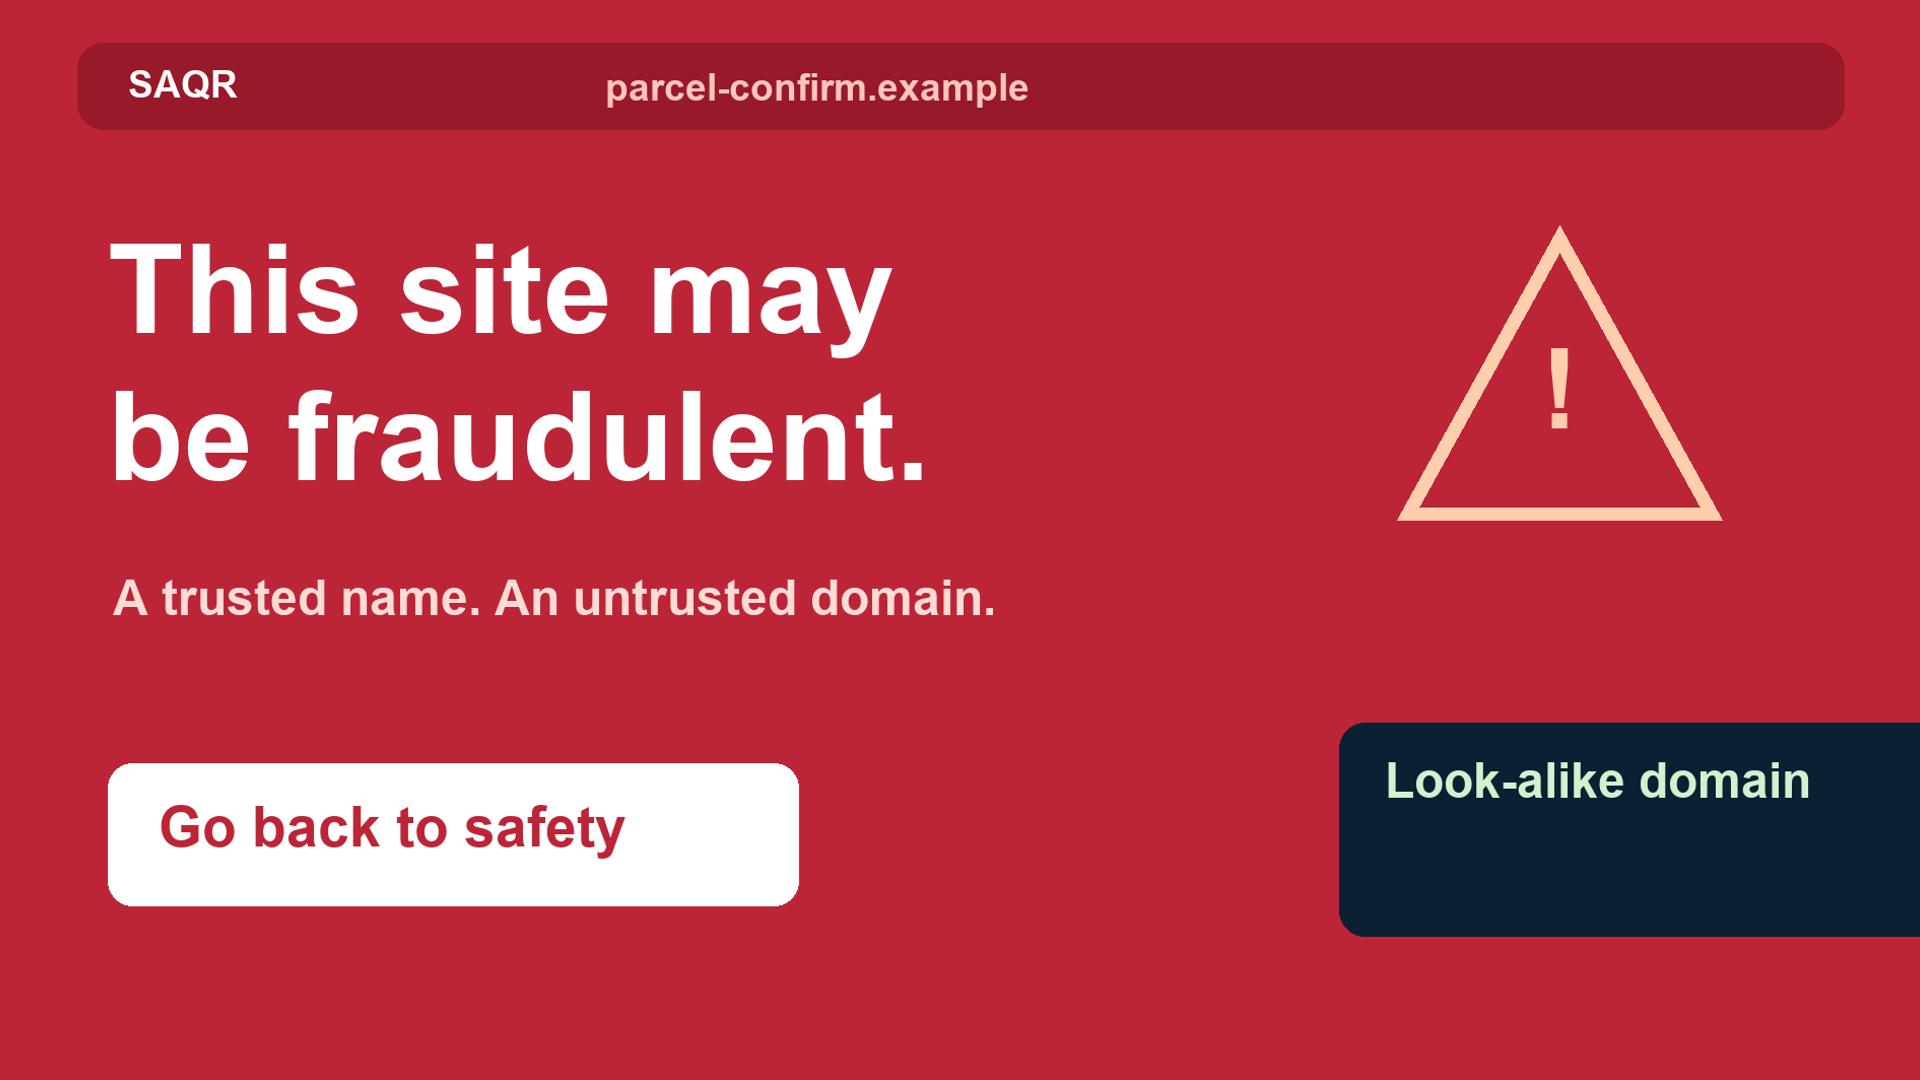 SAQR
parcel-confirm.example
This site may
be fraudulent.
!
A trusted name. An untrusted domain.
Go back to safety
Look-alike domain